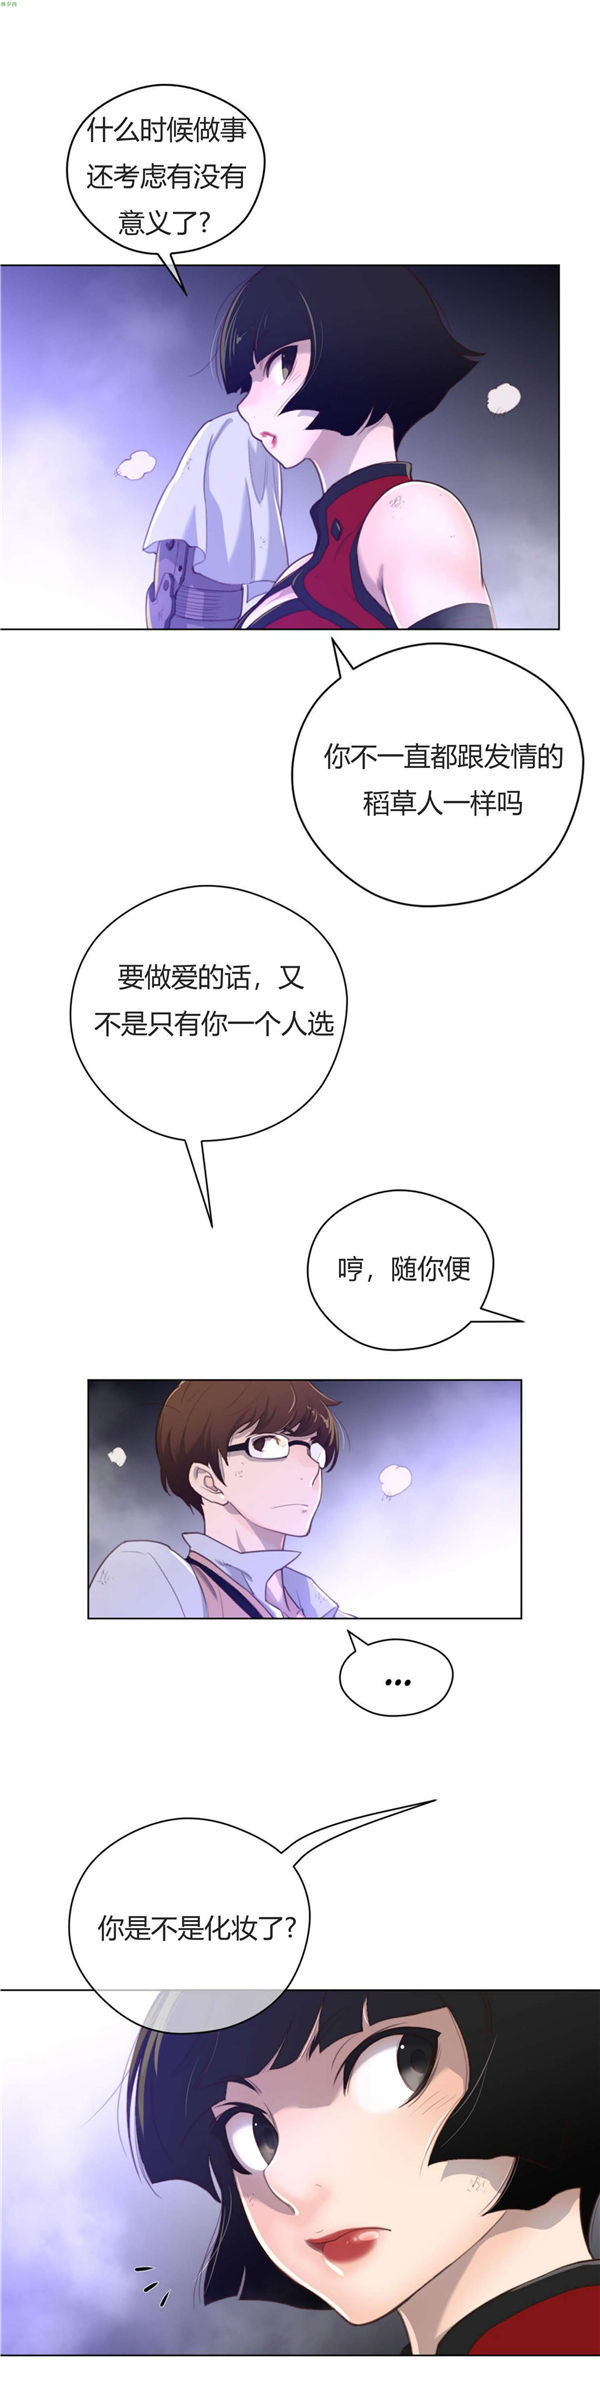 什么时候做事
还考虑有没有
意义了?
你不一直都跟发情的
稻草人一样吗
要做爱的话，又
不是只有你一个人选
哼，随你便
...
你是不是化妆了?